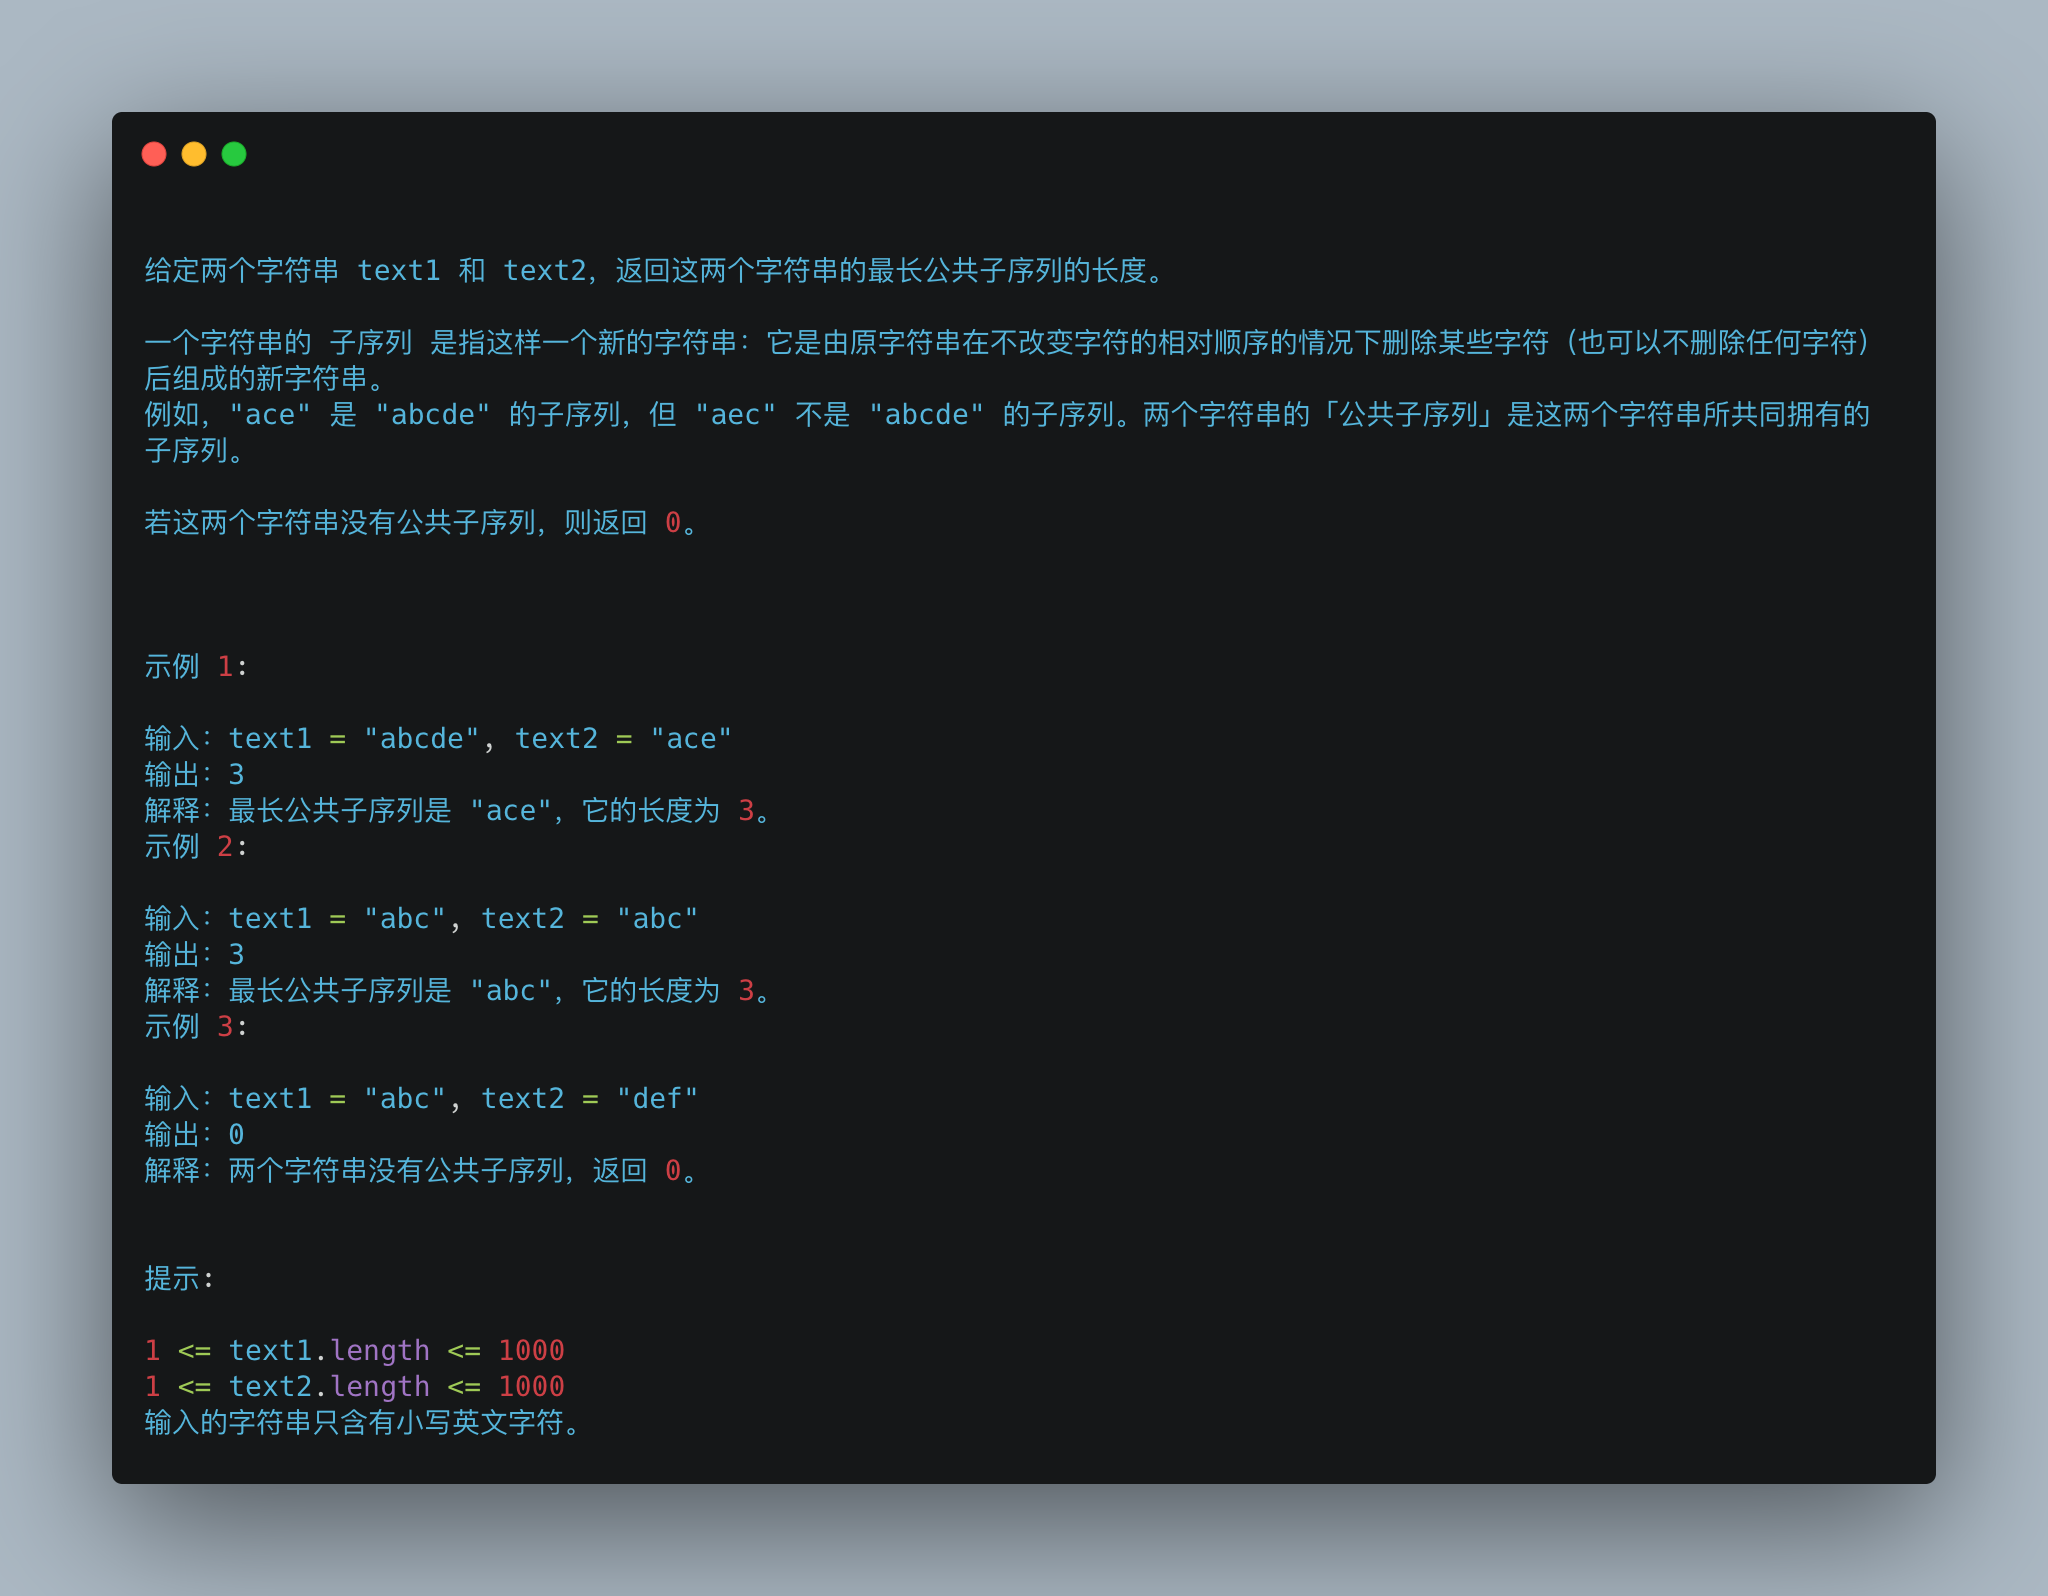 给定两个字符串 text1 和 text2，返回这两个字符串的最长公共子序列的长度。
一个字符串的 子序列 是指这样一个新的字符串：它是由原字符串在不改变字符的相对顺序的情况下删除某些字符（也可以不删除任何字符）
后组成的新字符串。
例如，"ace" 是 "abcde" 的子序列，但 "aec" 不是 "abcde" 的子序列。两个字符串的「公共子序列」是这两个字符串所共同拥有的
子序列。
若这两个字符串没有公共子序列，则返回 0。
示例 1:
输入：text1 = "abcde", text2 = "ace"
输出：3
解释：最长公共子序列是 "ace"，它的长度为 3。
示例 2:
输入：text1 = "abc", text2 = "abc"
输出：3
解释：最长公共子序列是 "abc"，它的长度为 3。
示例 3:
输入：text1 = "abc", text2 = "def"
输出：0
解释：两个字符串没有公共子序列，返回 0。
提示:
1 <= text1.length <= 1000
1 <= text2.length <= 1000
输入的字符串只含有小写英文字符。